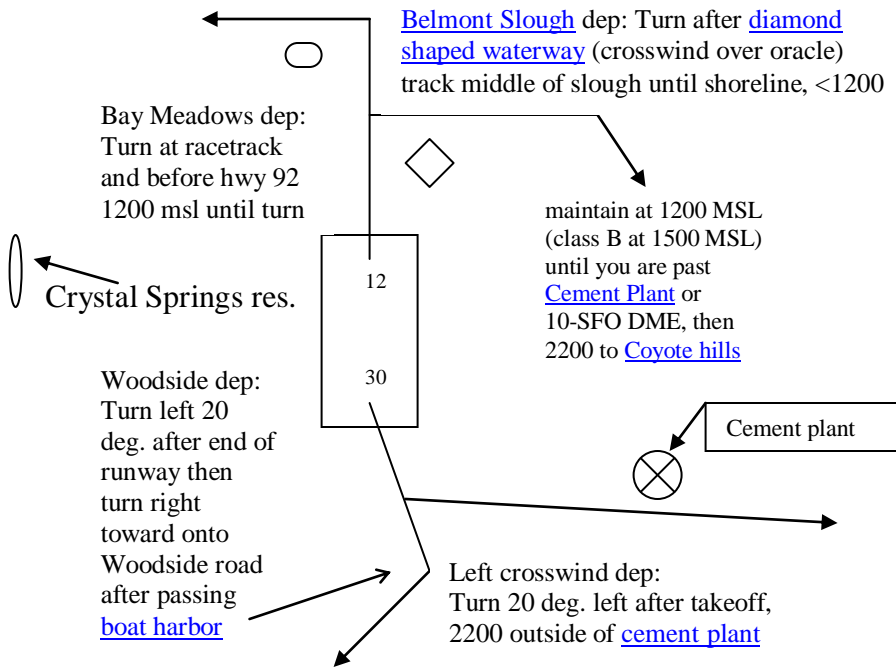 Belmont Slough dep: Turn after diamond
shaped waterway (crosswind over oracle)
track middle of slough until shoreline, <1200
Bay Meadows dep:
Turn at racetrack
and before hwy 92
1200 msl until turn
maintain at 1200 MSL
(class B at 1500 MSL)
until you are past
Cement Plant or
10-SFO DME, then
2200 to Coyote hills
12
Crystal Springs res.
30
Woodside dep:
Turn left 20
deg. after end of
runway then
turn right
toward onto
Woodside road
after passing
boat harbor
Cement plant
Left crosswind dep:
Turn 20 deg. left after takeoff,
2200 outside of cement plant